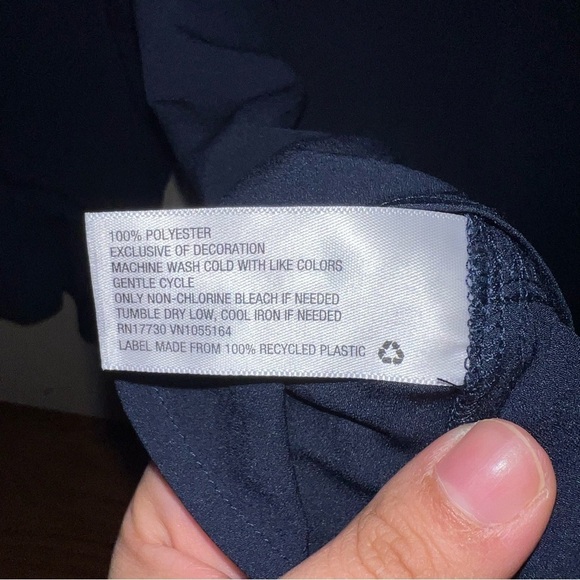 100% POLYESTER
EXCLUSIVE OF DECORATION
MACHINE WASH COLD WITH LIKE COLORS
GENTLE CYCLE
ONLY NON-CHLORINE BLEACH IF NEEDED
TUMBLE DRY LOW, COOL IRON IF NEEDED
RN17730 VN1055164
LABEL MADE FROM 100% RECYCLED PLASTIC